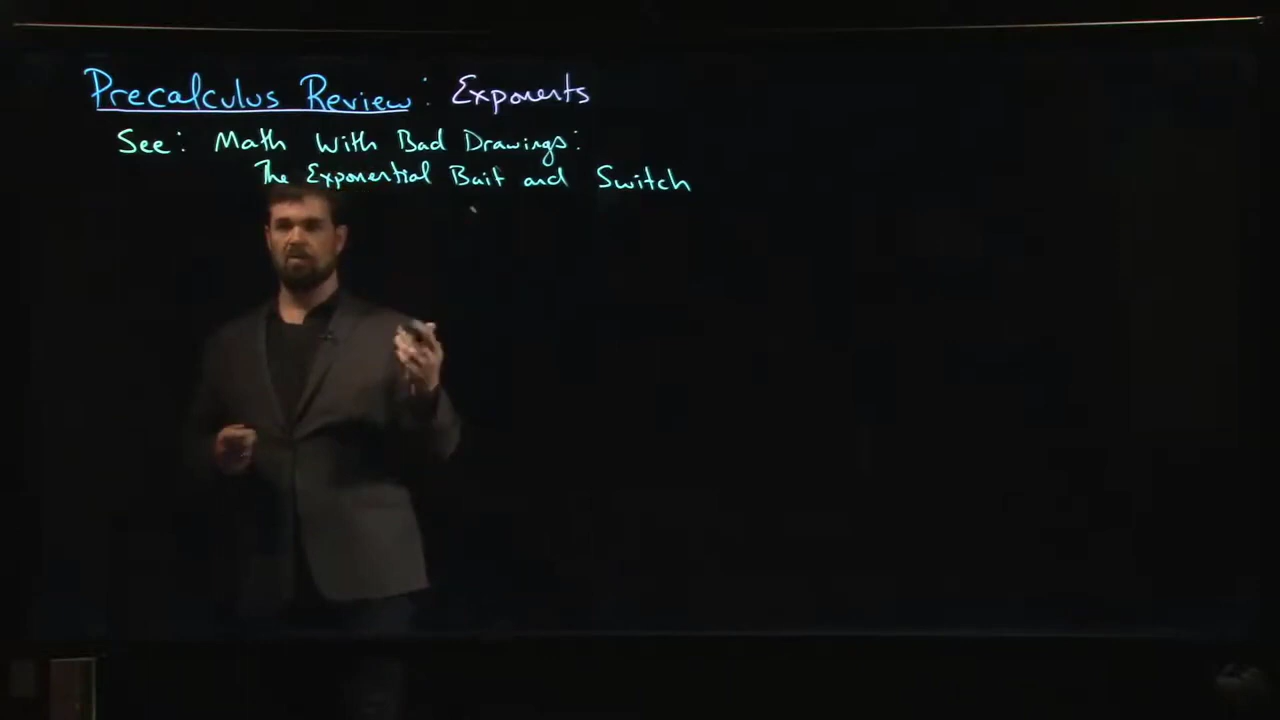 Precalculus Review: Exponents
See: Math With Bad Drawings:
The Exponential Bait and Switch